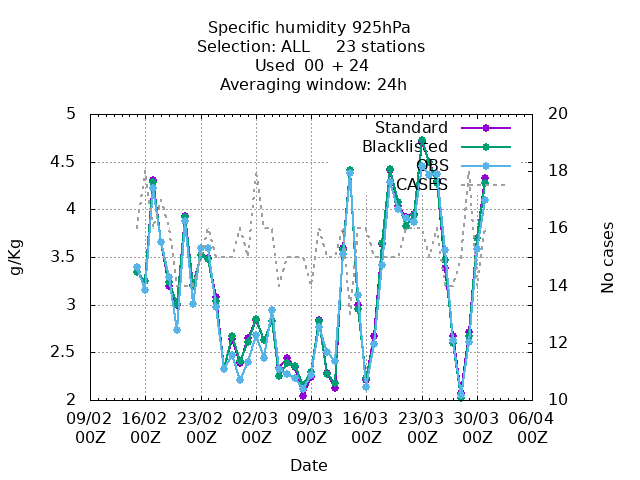 Specific humidity 925hPa
Selection: ALL 23 stations
Used 00 + 24
Averaging window: 24h
5 20
Standard
Blacklisted
4.5 OBS 18
CASES
4 16
g/Kg 3.5 No cases
3 14
2.5 12
2 10
09/02 16/02 23/02 02/03 09/03 16/03 23/03 30/03 06/04
00Z 00Z 00Z 00Z 00Z 00Z 00Z 00Z 00Z
Date